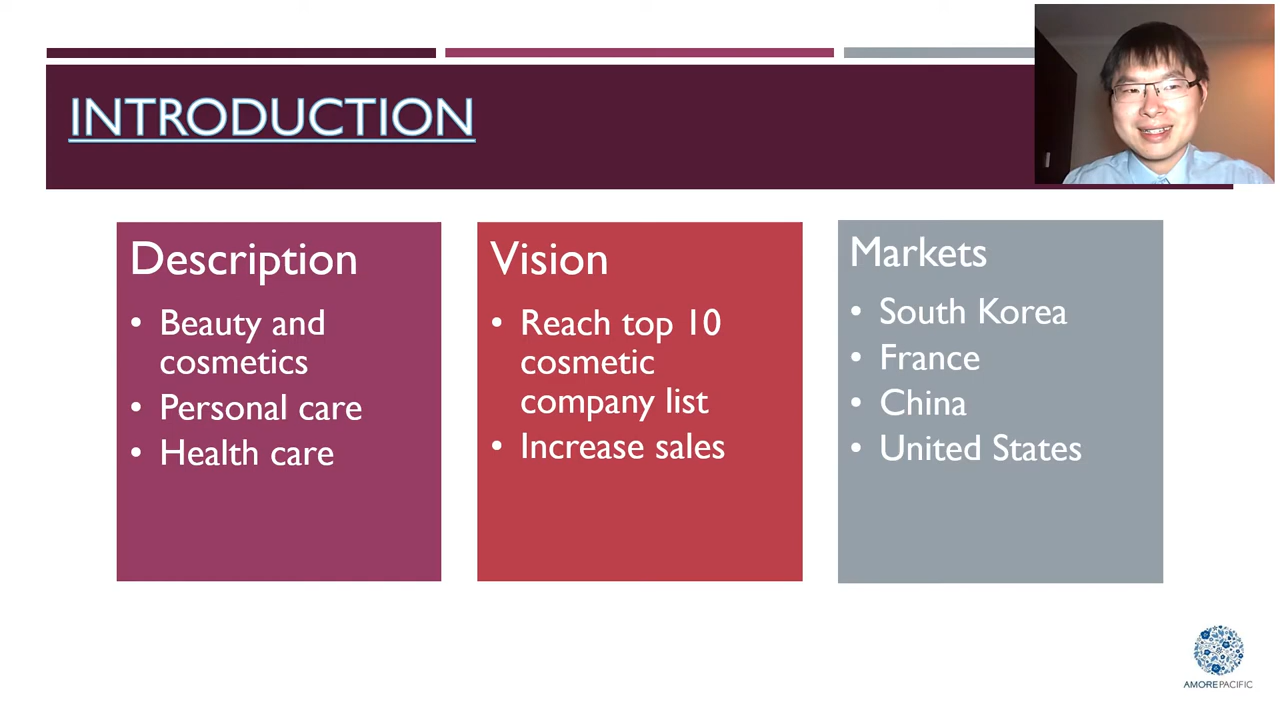 INTRODUCTION
Description
• Beauty and
cosmetics
• Personal care
• Health care
Vision
• Reach top 10
cosmetic
company list
• Increase sales
Markets
• South Korea
• France
• China
• United States
AMOREPACIFIC